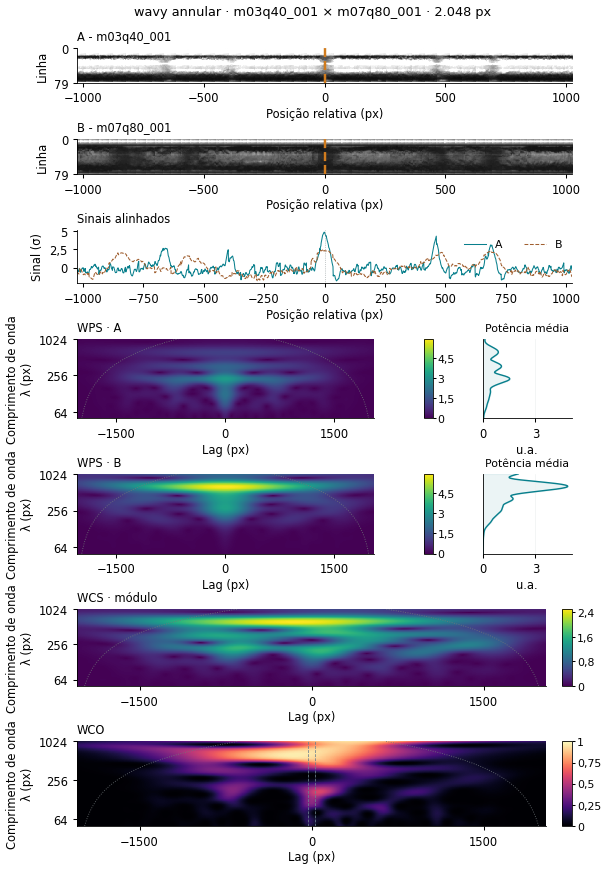 wavy annular · m03q40_001 × m07q80_001 · 2.048 px
A - m03q40_001
0
Linha
79
−1000 −500 0 500 1000
Posição relativa (px)
B - m07q80_001
0
Linha
79
−1000 −500 0 500 1000
Posição relativa (px)
Sinais alinhados
5
2,5
0
Sinal (σ)
A B
−1000 −750 −500 −250 0 250 500 750 1000
Posição relativa (px)
WPS · A
Potência média
Comprimento de onda
λ (px)
1024
256
64
4,5
3
1,5
0
−1500 0 1500
0 3
Lag (px)
u.a.
WPS · B
Potência média
Comprimento de onda
λ (px)
1024
256
64
4,5
3
1,5
0
−1500 0 1500
0 3
Lag (px)
u.a.
WCS · módulo
Comprimento de onda
λ (px)
1024
256
64
2,4
1,6
0,8
0
−1500 0 1500
Lag (px)
WCO
Comprimento de onda
λ (px)
1024
256
64
1
0,75
0,5
0,25
0
−1500 0 1500
Lag (px)